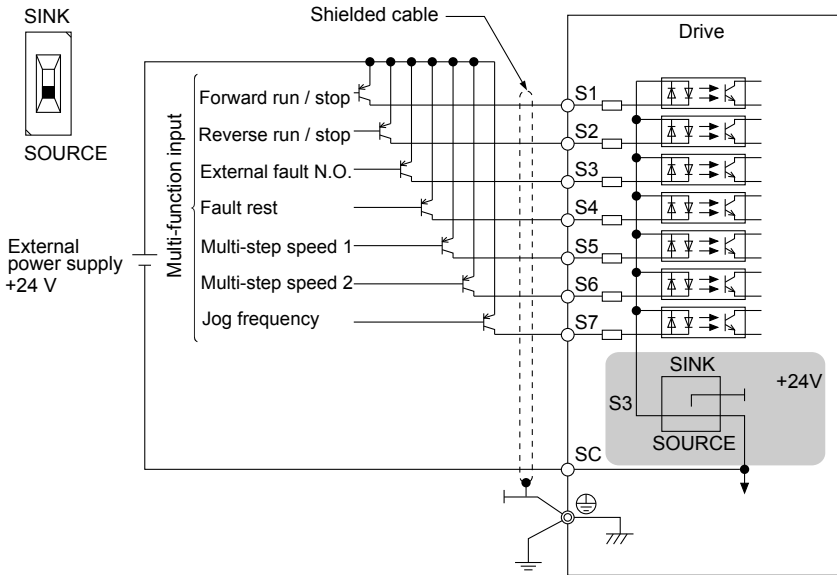 SINK
SOURCE
Shielded cable
Drive
Multi-function input
Forward run / stop
S1
Reverse run / stop
S2
External fault N.O.
S3
Fault rest
S4
Multi-step speed 1
S5
Multi-step speed 2
S6
Jog frequency
S7
External
power supply
+24 V
SINK
+24V
S3
SOURCE
SC